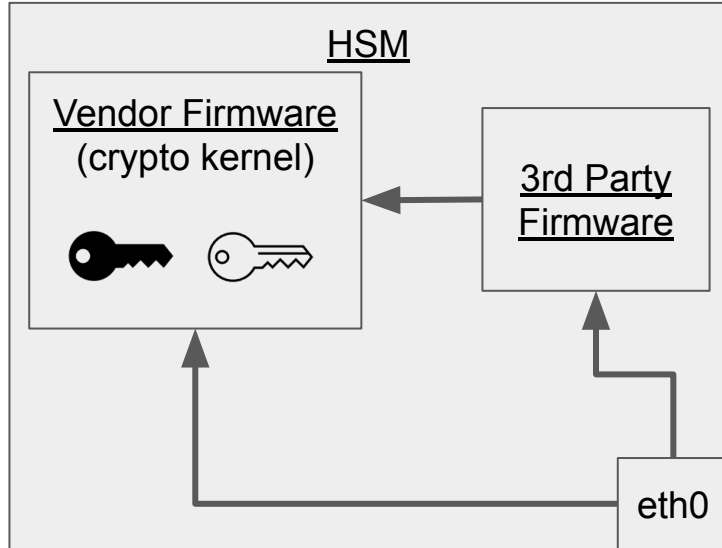 HSM
Vendor Firmware
(crypto kernel)
3rd Party
Firmware
eth0